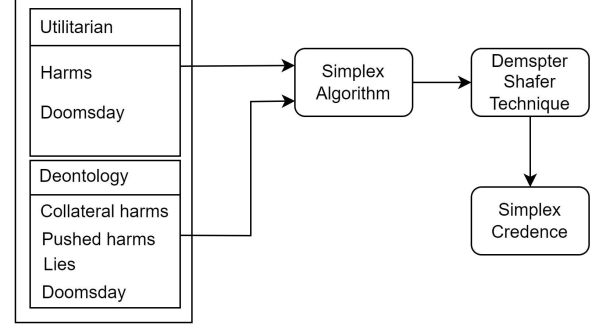 Utilitarian
Harms
Doomsday
Deontology
Collateral harms
Pushed harms
Lies
Doomsday
Simplex
Algorithm
Demspter
Shafer
Technique
Simplex
Credence